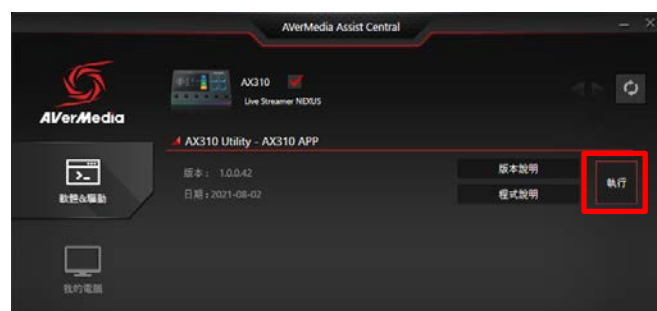 AVerMedia Assist Central
AVerMedia
AX310
Live Streamer NEXUS
AX310 Utility - AX310 APP
版本： 1.0.0.42
日期：2021-08-02
版本說明
程式說明
執行
軟體&驅動
我的電腦